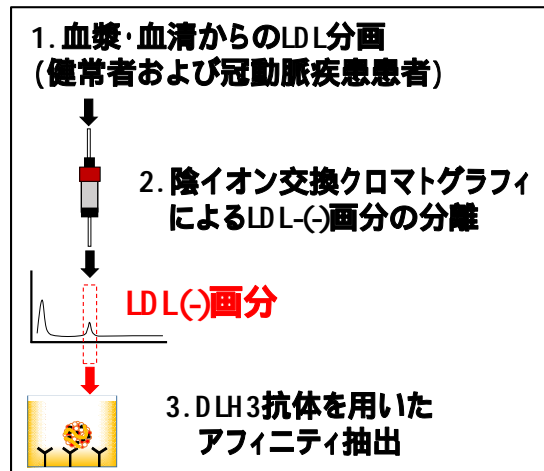 1. 血漿・血清からのLDL分画
(健常者および冠動脈疾患患者)
2. 陰イオン交換クロマトグラフィ
によるLDL-(-)画分の分離
LDL(-)画分
3. DLH3抗体を用いた
アフィニティ抽出